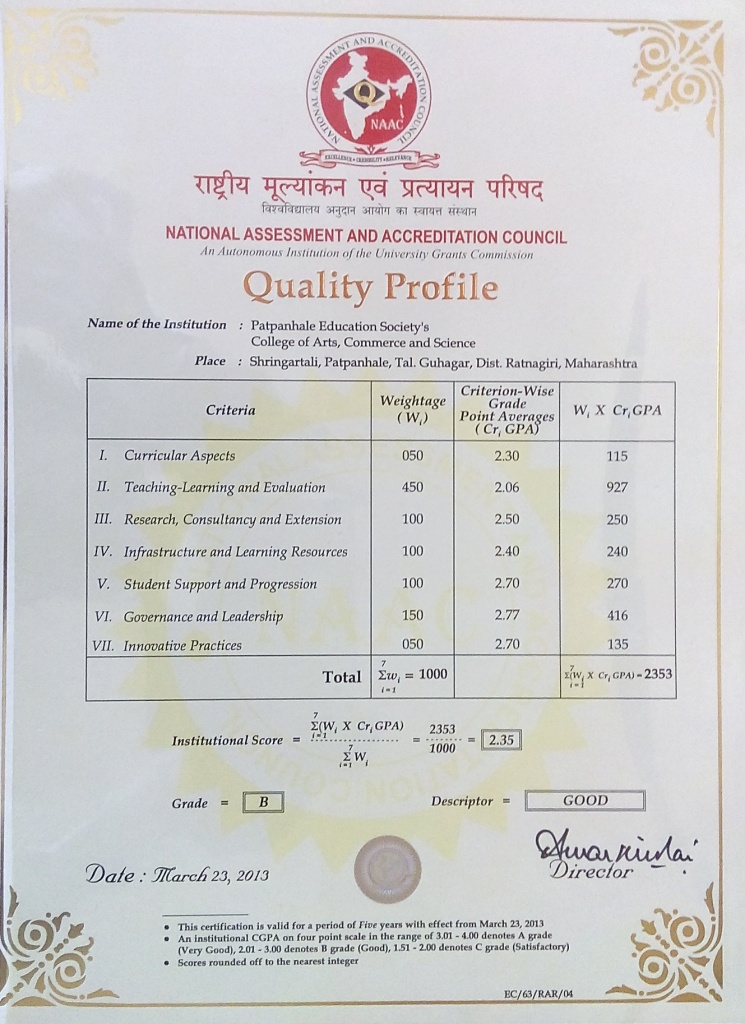 NATIONAL ASSESSMENT AND ACCREDITATION COUNCIL
Q
NAAC
EXCELLENCE • CREDIBILITY • RELEVANCE
राष्ट्रीय मूल्यांकन एवं प्रत्यायन परिषद
विश्वविद्यालय अनुदान आयोग का स्वायत्त संस्थान
NATIONAL ASSESSMENT AND ACCREDITATION COUNCIL
An Autonomous Institution of the University Grants Commission
Quality Profile
Name of the Institution : Patpanhale Education Society's
College of Arts, Commerce and Science
Place : Shringartali, Patpanhale, Tal. Guhagar, Dist. Ratnagiri, Maharashtra
Criteria Weightage (Wi) Criterion-Wise Grade Point Averages (Cri GPA) Wi X Cri GPA
I. Curricular Aspects 050 2.30 115
II. Teaching-Learning and Evaluation 450 2.06 927
III. Research, Consultancy and Extension 100 2.50 250
IV. Infrastructure and Learning Resources 100 2.40 240
V. Student Support and Progression 100 2.70 270
VI. Governance and Leadership 150 2.77 416
VII. Innovative Practices 050 2.70 135
Total 7 Σwi i=1 = 1000 7 Σ(Wi X Cri GPA) i=1 = 2353
Institutional Score = 7 Σ(Wi X Cri GPA) i=1 / 7 ΣWi i=1 = 2353 / 1000 = 2.35
Grade = B Descriptor = GOOD
Date : March 23, 2013
Director
• This certification is valid for a period of Five years with effect from March 23, 2013
• An institutional CGPA on four point scale in the range of 3.01 - 4.00 denotes A grade
(Very Good), 2.01 - 3.00 denotes B grade (Good), 1.51 - 2.00 denotes C grade (Satisfactory)
• Scores rounded off to the nearest integer
EC/63/RAR/04